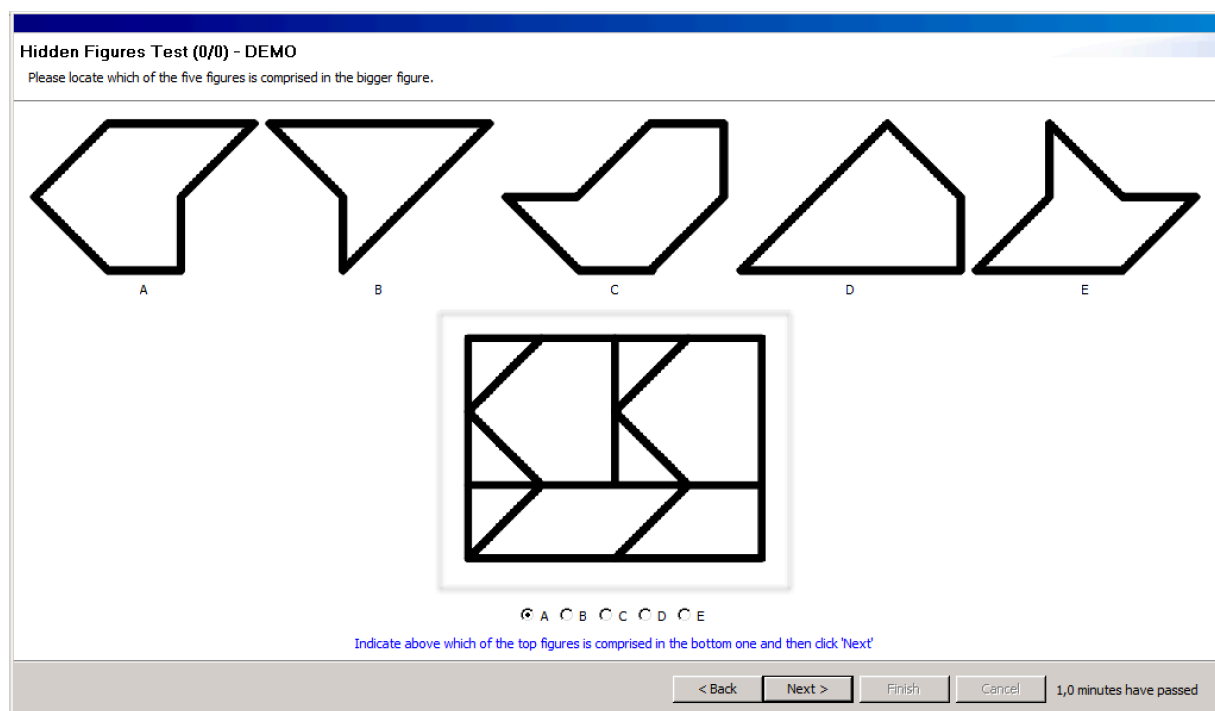 Hidden Figures Test (0/0) - DEMO
Please locate which of the five figures is comprised in the bigger figure.
A B C D E
A B C D E
Indicate above which of the top figures is comprised in the bottom one and then click 'Next'
< Back Next > Finish Cancel 1,0 minutes have passed